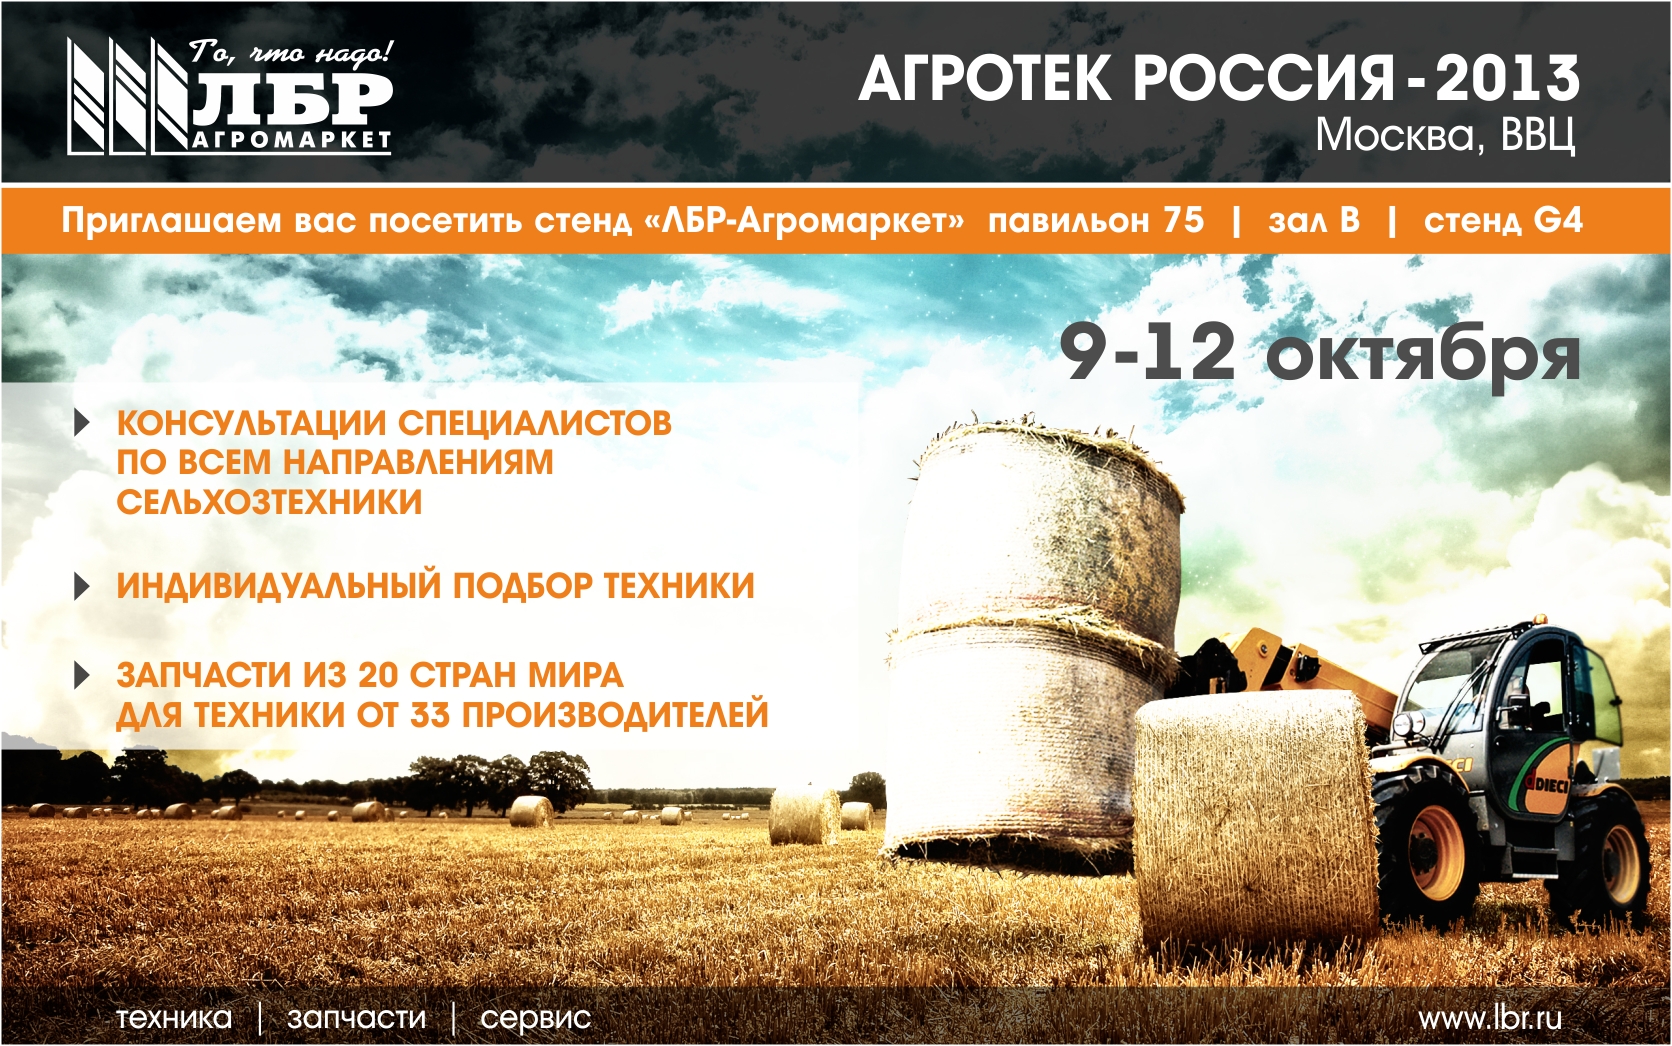 То, что надо!
ЛБР
АГРОМАРКЕТ
АГРОТЕК РОССИЯ - 2013
Москва, ВВЦ
Приглашаем вас посетить стенд «ЛБР-Агромаркет» павильон 75 | зал В | стенд G4
9-12 октября
КОНСУЛЬТАЦИИ СПЕЦИАЛИСТОВ
ПО ВСЕМ НАПРАВЛЕНИЯМ
СЕЛЬХОЗТЕХНИКИ
ИНДИВИДУАЛЬНЫЙ ПОДБОР ТЕХНИКИ
ЗАПЧАСТИ ИЗ 20 СТРАН МИРА
ДЛЯ ТЕХНИКИ ОТ 33 ПРОИЗВОДИТЕЛЕЙ
DIECI
техника | запчасти | сервис
www.lbr.ru